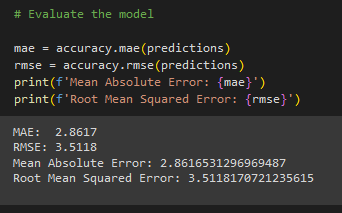 # Evaluate the model
mae = accuracy.mae(predictions)
rmse = accuracy.rmse(predictions)
print(f'Mean Absolute Error: {mae}')
print(f'Root Mean Squared Error: {rmse}')
MAE:  2.8617
RMSE: 3.5118
Mean Absolute Error: 2.8616531296969487
Root Mean Squared Error: 3.5118170721235615